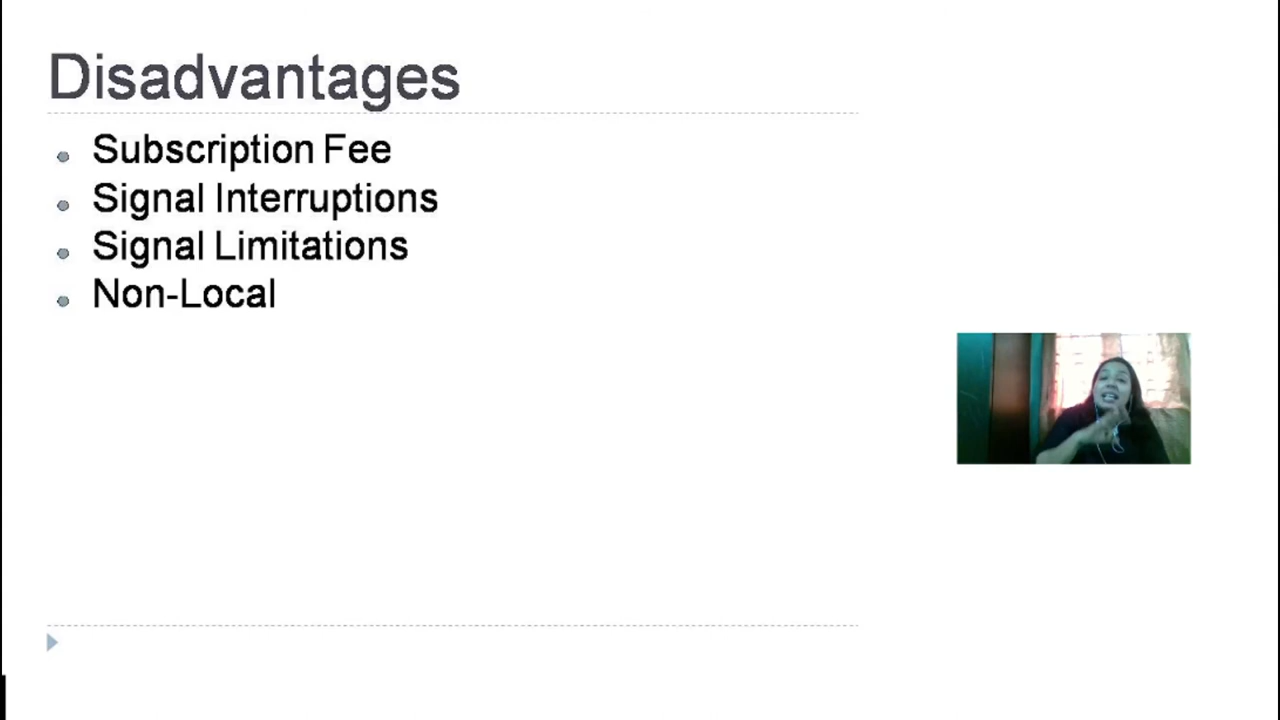 Disadvantages
Subscription Fee
Signal Interruptions
Signal Limitations
Non-Local